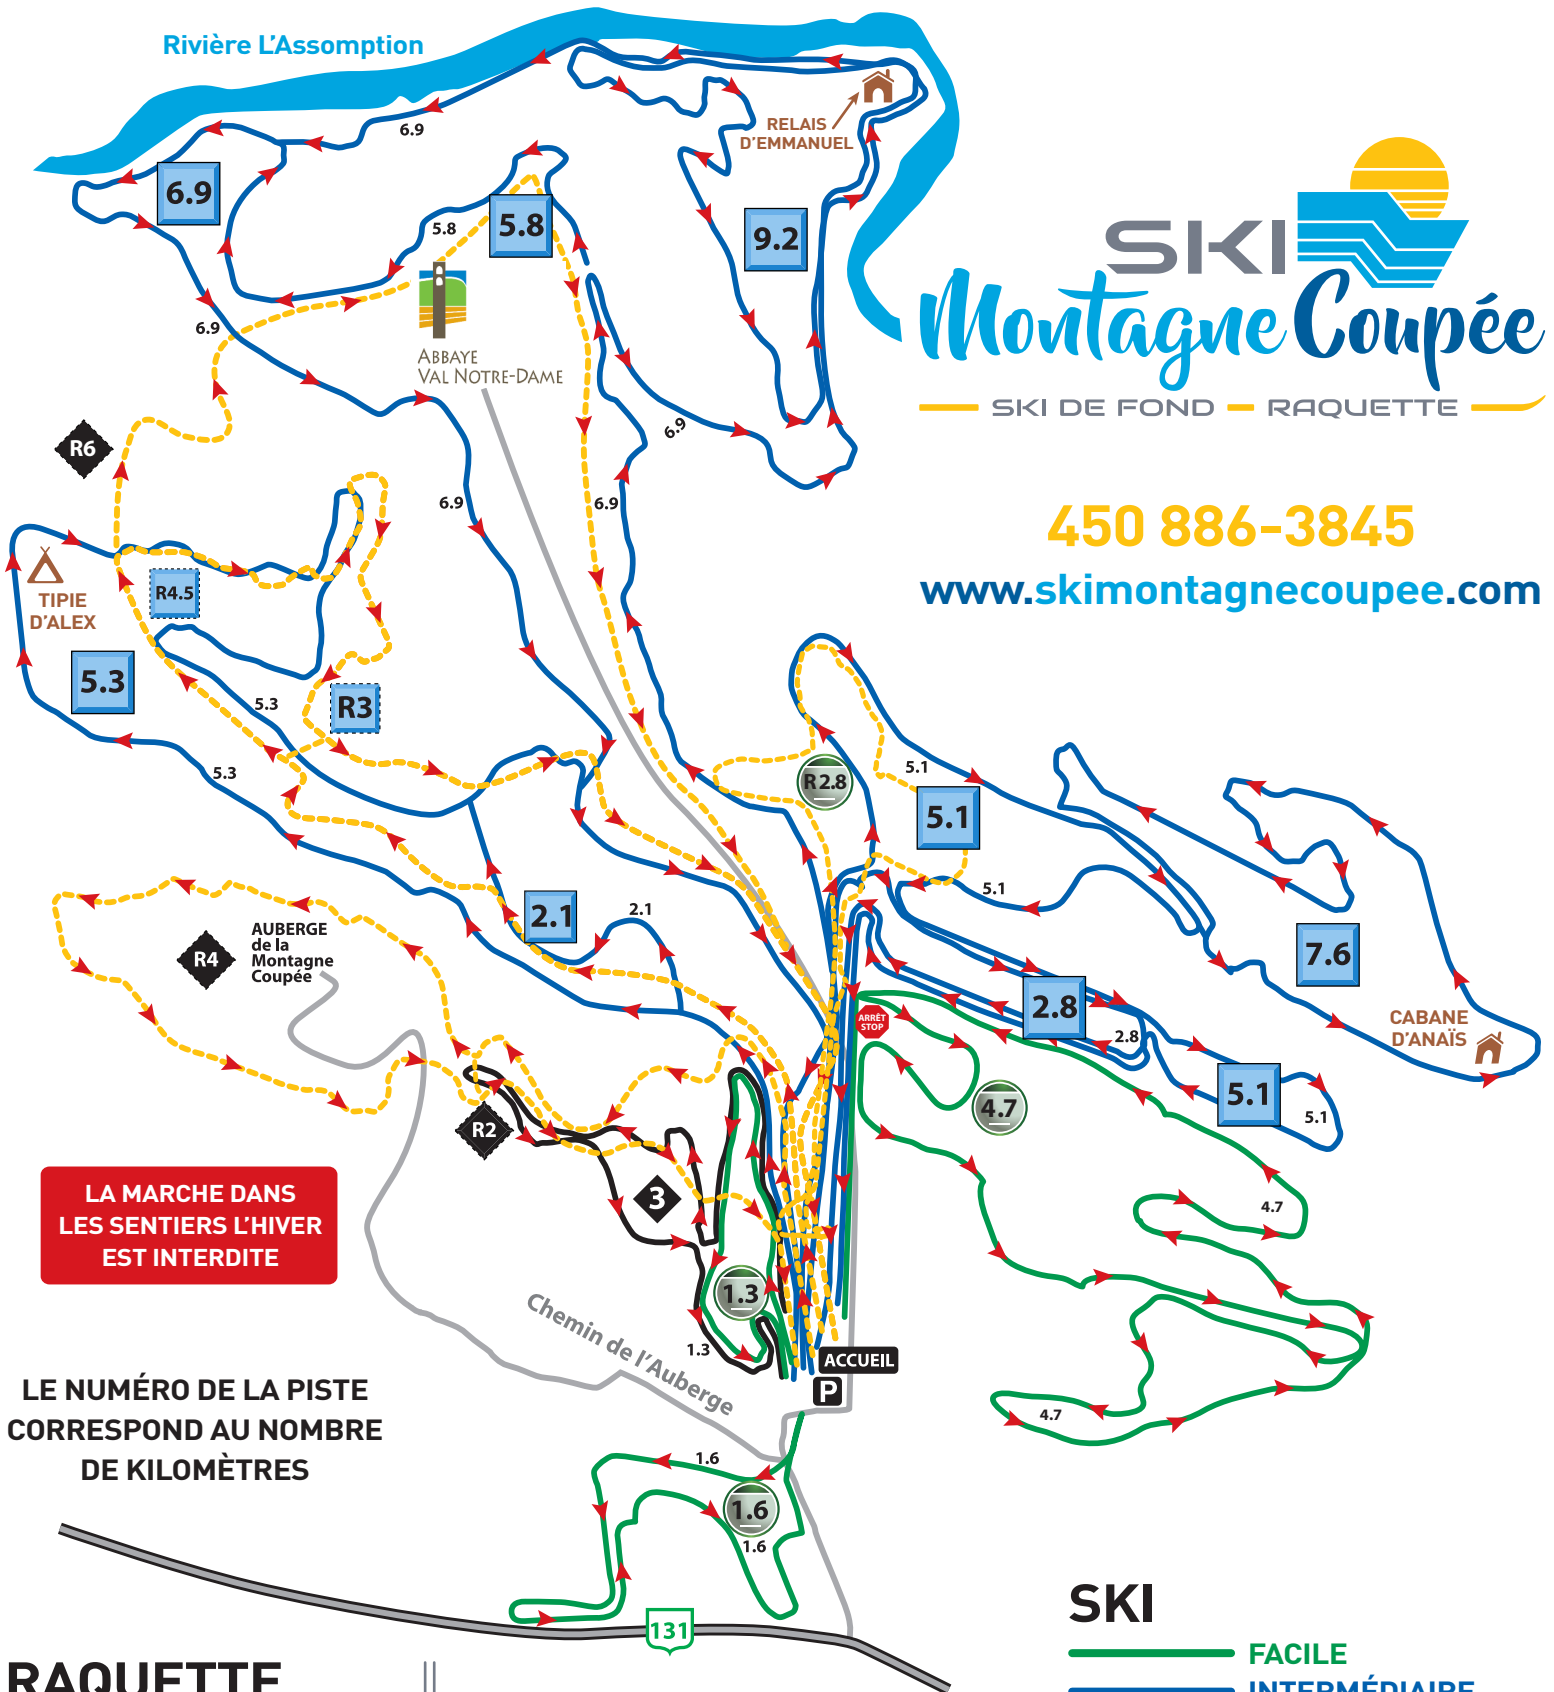 Rivière L'Assomption
6.9
RELAIS
D'EMMANUEL
6.9
5.8
5.8
9.2
SKI
Montagne Coupée
SKI DE FOND RAQUETTE
6.9
ABBAYE
VAL NOTRE-DAME
R6
6.9
6.9
6.9
450 886-3845
www.skimontagnecoupee.com
TIPIE
D'ALEX
R4.5
5.3
5.3
R3
5.3
R 2.8
5.1
5.1
5.1
2.1
2.1
AUBERGE
de la
Montagne
Coupée
R4
7.6
2.8
2.8
ARRÊT
STOP
CABANE
D'ANAÏS
5.1
5.1
4.7
R2
3
4.7
LA MARCHE DANS
LES SENTIERS L'HIVER
EST INTERDITE
1.3
1.3
Chemin de l'Auberge
ACCUEIL
P
LE NUMÉRO DE LA PISTE
CORRESPOND AU NOMBRE
DE KILOMÈTRES
4.7
1.6
1.6
1.6
131
SKI
FACILE
INTERMÉDIAIRE
RAQUETTE